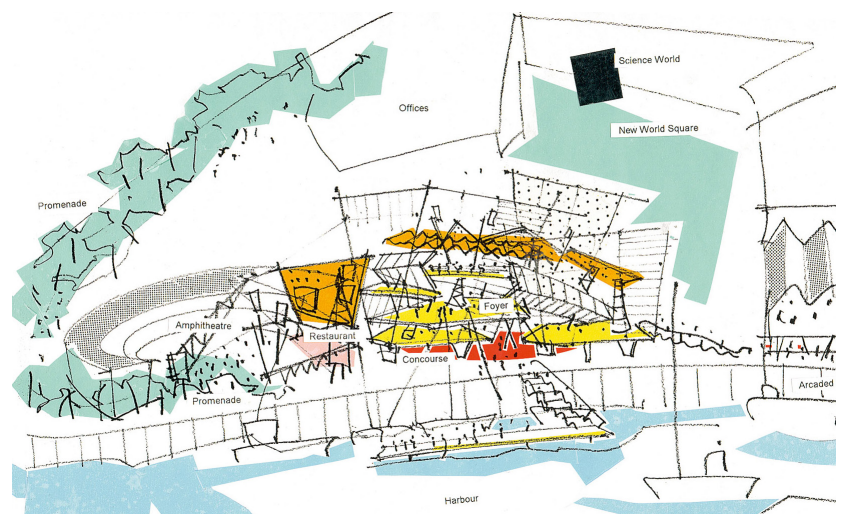 Science World
Offices
New World Square
Promenade
Foyer
Amphitheatre
Restaurant
Concourse
Arcaded
Promenade
Harbour